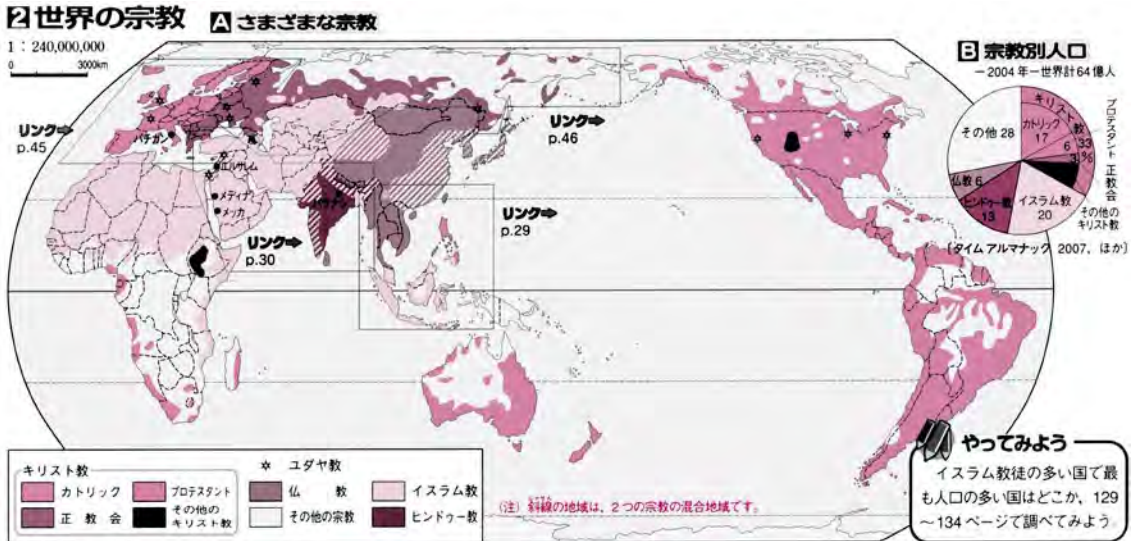 2 世界の宗教 A さまざまな宗教
1：240,000,000
0 3000km
リンク⇒
p.45
バチカン
エルサレム
メディナ
メッカ
リンク⇒
p.30
リンク⇒
p.46
リンク⇒
p.29
B 宗教別人口
−2004年−世界計64億人
キリスト教
33
%
カトリック
17
プロテスタント
6
正教会
3
その他の
キリスト教
イスラム教
20
ヒンドゥー教
13
仏教 6
その他 28
〔タイム アルマナック 2007，ほか〕
キリスト教
カトリック
プロテスタント
正教会
その他の
キリスト教
ユダヤ教
仏教
イスラム教
その他の宗教
ヒンドゥー教
(注) 斜線の地域は、2つの宗教の混合地域です。
やってみよう
イスラム教徒の多い国で最
も人口の多い国はどこか，129
〜134ページで調べてみよう。